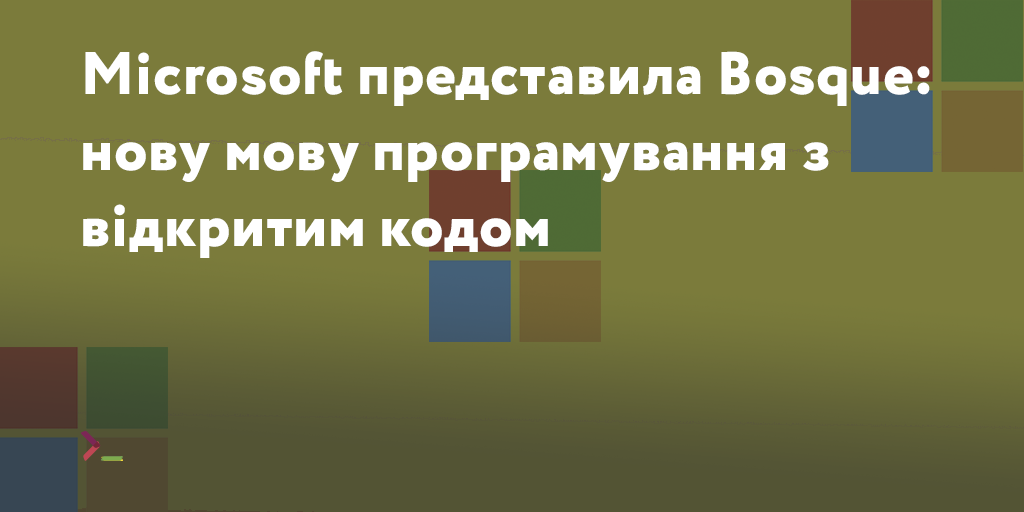 Microsoft представила Bosque:
нову мову програмування з
відкритим кодом